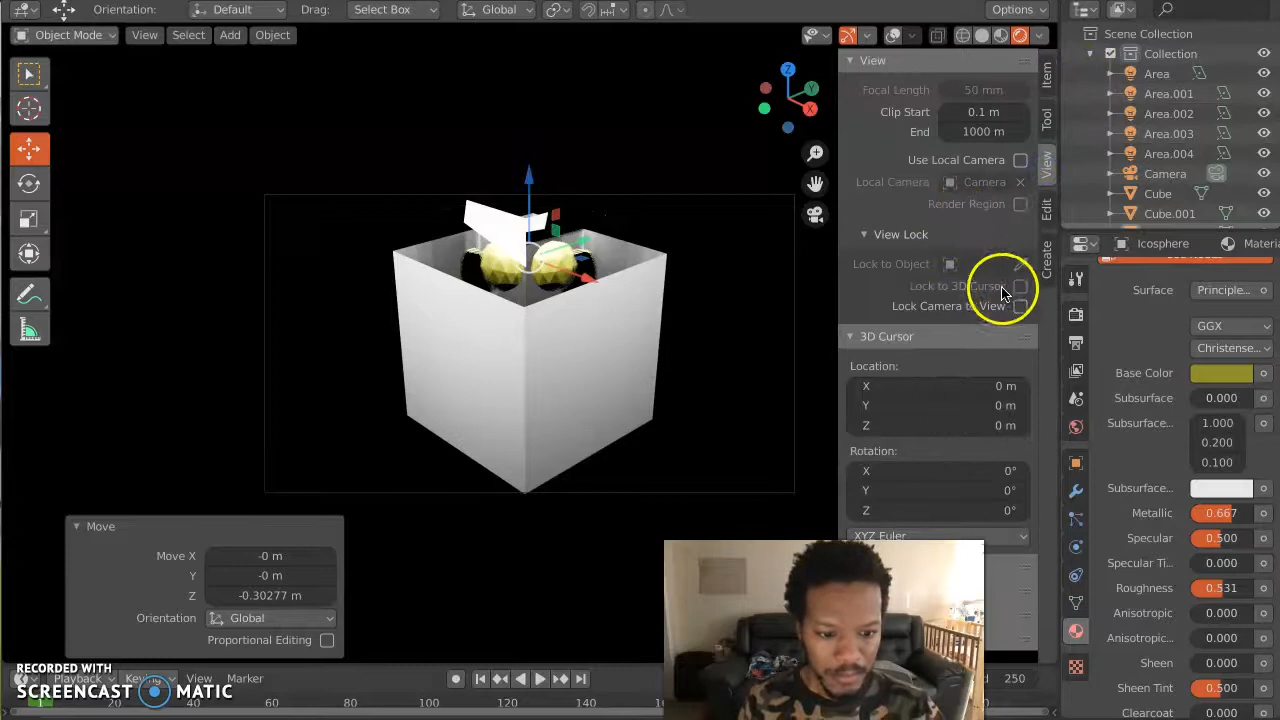 Orientation: Default Drag: Select Box Global Options
Object Mode View Select Add Object
Z
Y
X
View
Focal Length 50 mm
Clip Start 0.1 m
End 1000 m
Use Local Camera
Local Camera Camera
Render Region
View Lock
Lock to Object
Lock to 3D Cursor
Lock Camera to View
3D Cursor
Location:
X 0 m
Y 0 m
Z 0 m
Rotation:
X 0°
Y 0°
Z 0°
XYZ Euler
Item
Tool
View
Edit
Create
Scene Collection
Collection
Area
Area.001
Area.002
Area.003
Area.004
Camera
Cube
Cube.001
Icosphere Materi
Surface Principle...
GGX
Christense...
Base Color
Subsurface 0.000
Subsurface... 1.000
0.200
0.100
Subsurface...
Metallic 0.667
Specular 0.500
Specular Ti... 0.000
Roughness 0.531
Anisotropic 0.000
Anisotropic... 0.000
Sheen 0.000
Sheen Tint 0.500
Clearcoat 0.000
Move
Move X -0 m
Y -0 m
Z -0.30277 m
Orientation Global
Proportional Editing
RECORDED WITH
SCREENCAST MATIC
View Marker
250
1 20 40 60 80 100 120 140